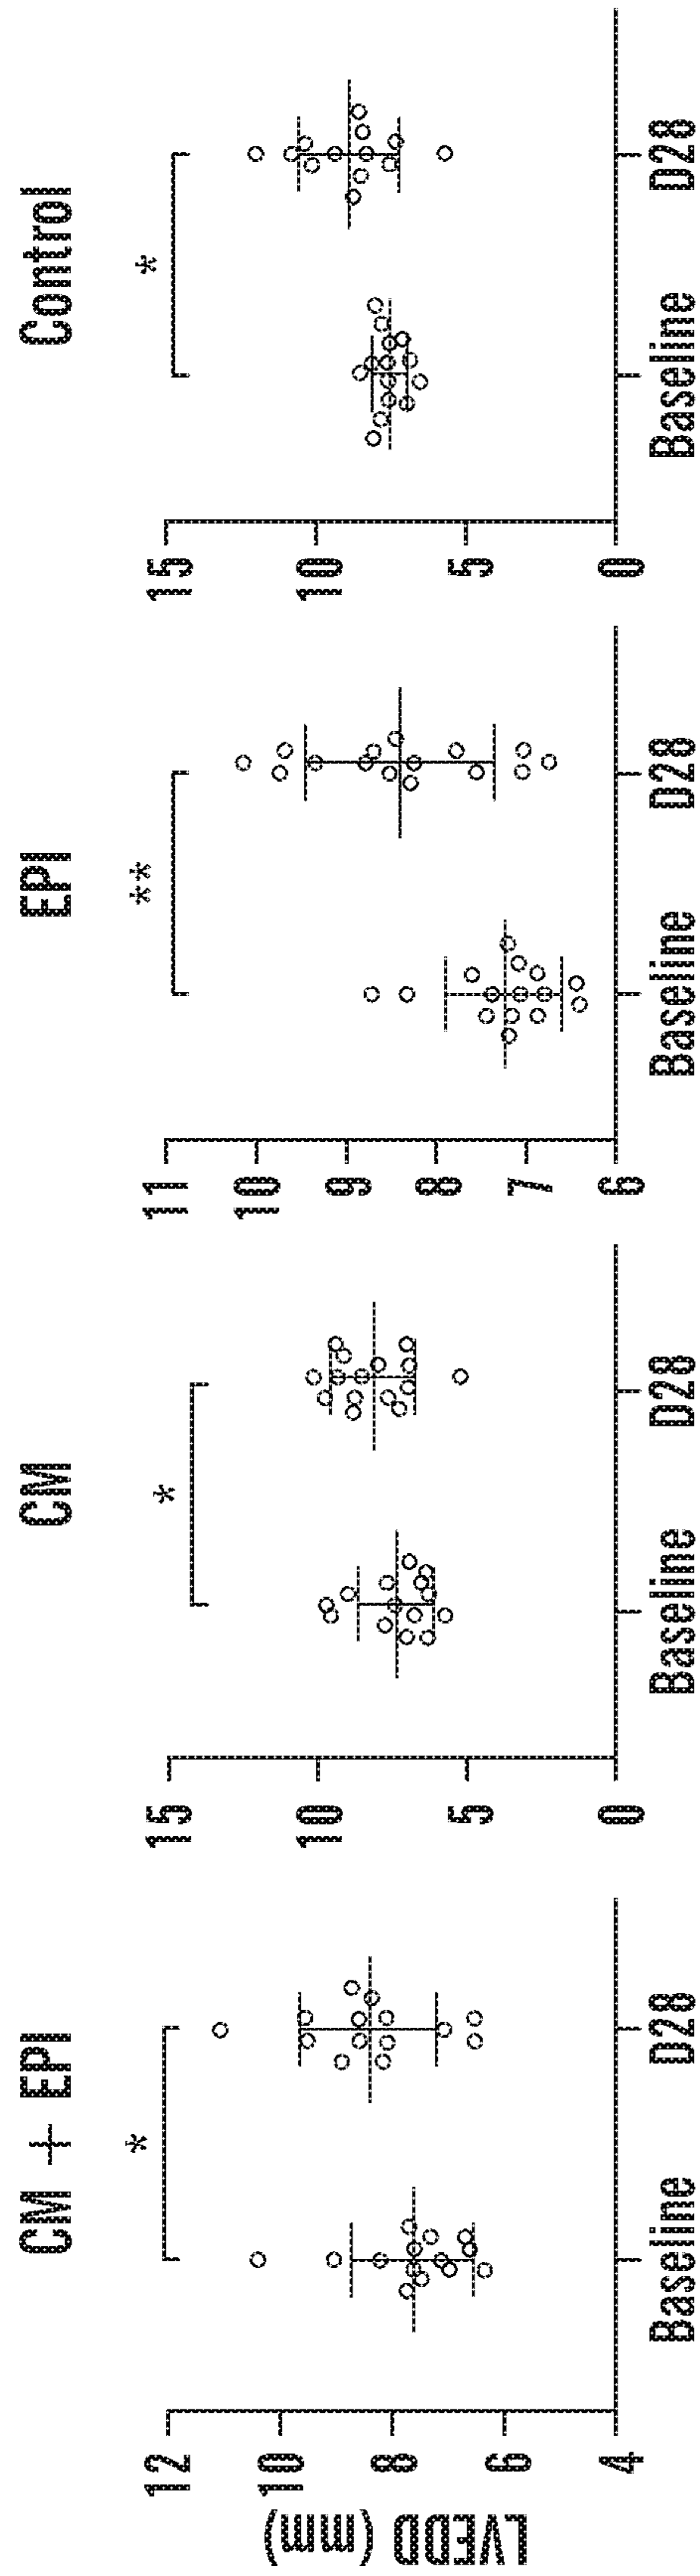 CM + EPI
*
LVEDD (mm)
12
10
8
6
4
Baseline
D28
CM
*
15
10
5
0
Baseline
D28
EPI
**
11
10
9
8
7
6
Baseline
D28
Control
*
15
10
5
0
Baseline
D28